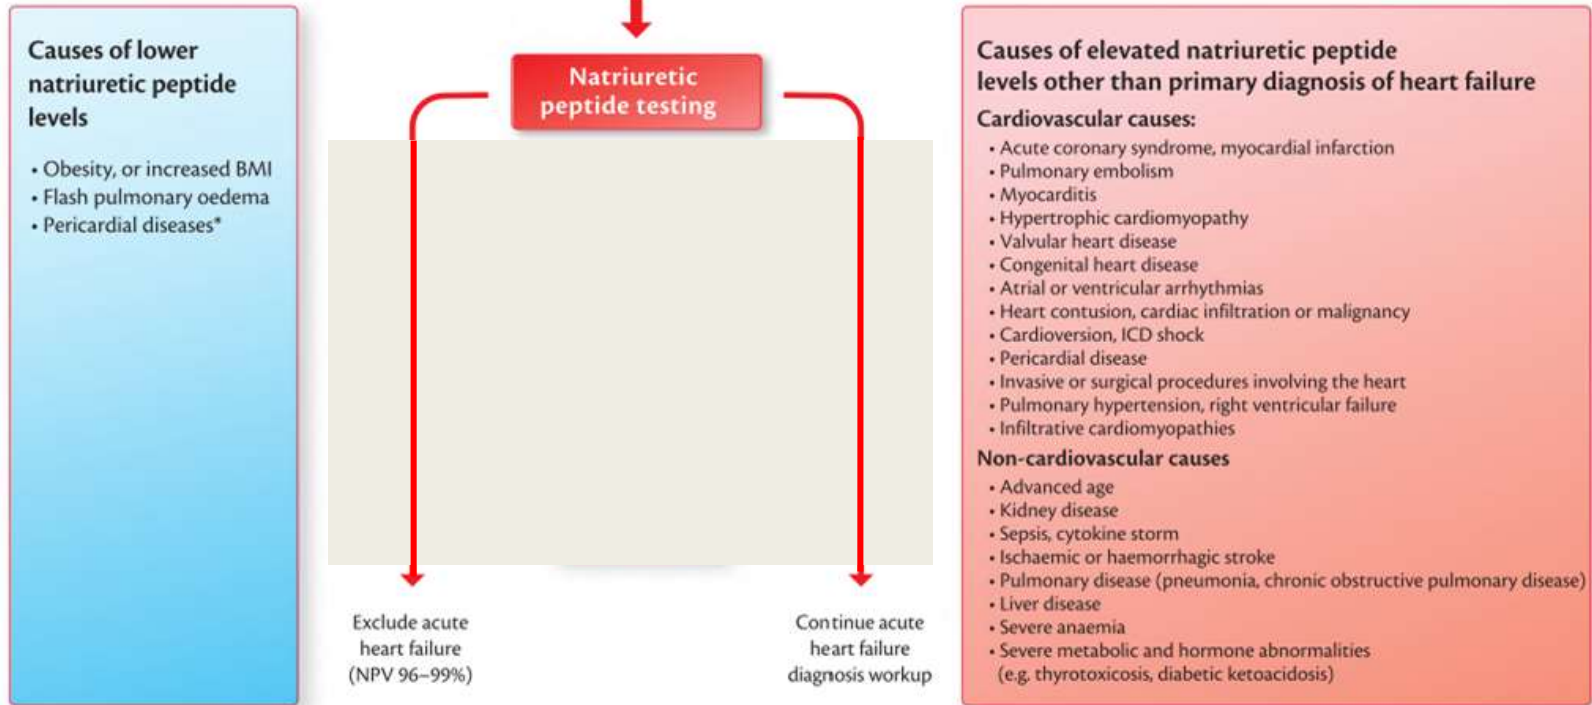 Causes of lower
natriuretic peptide
levels
• Obesity, or increased BMI
• Flash pulmonary oedema
• Pericardial diseases*
Natriuretic
peptide testing
Exclude acute
heart failure
(NPV 96–99%)
Continue acute
heart failure
diagnosis workup
Causes of elevated natriuretic peptide
levels other than primary diagnosis of heart failure
Cardiovascular causes:
• Acute coronary syndrome, myocardial infarction
• Pulmonary embolism
• Myocarditis
• Hypertrophic cardiomyopathy
• Valvular heart disease
• Congenital heart disease
• Atrial or ventricular arrhythmias
• Heart contusion, cardiac infiltration or malignancy
• Cardioversion, ICD shock
• Pericardial disease
• Invasive or surgical procedures involving the heart
• Pulmonary hypertension, right ventricular failure
• Infiltrative cardiomyopathies
Non-cardiovascular causes
• Advanced age
• Kidney disease
• Sepsis, cytokine storm
• Ischaemic or haemorrhagic stroke
• Pulmonary disease (pneumonia, chronic obstructive pulmonary disease)
• Liver disease
• Severe anaemia
• Severe metabolic and hormone abnormalities
(e.g. thyrotoxicosis, diabetic ketoacidosis)